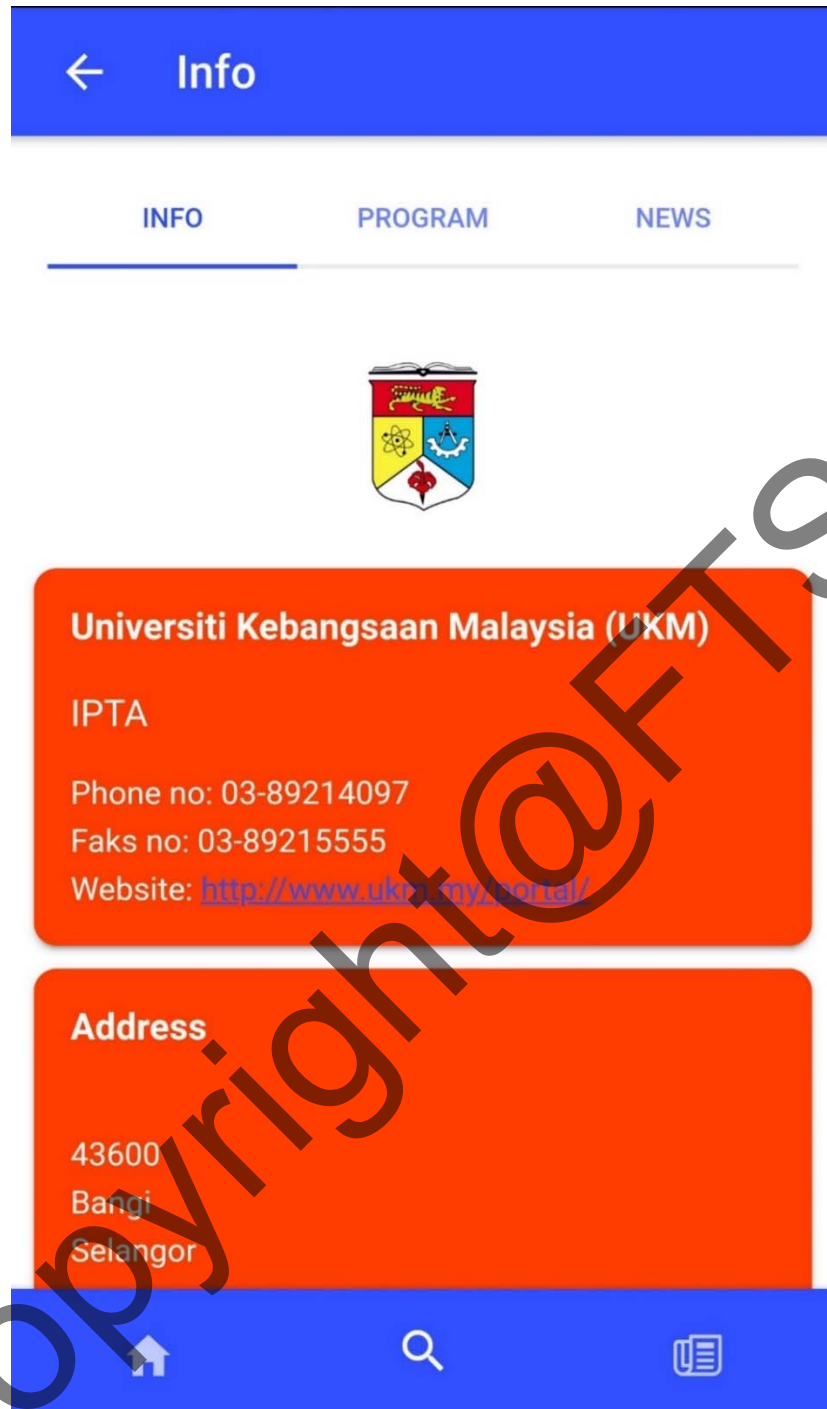 Info
INFO PROGRAM NEWS
Universiti Kebangsaan Malaysia (UKM)
IPTA
Phone no: 03-89214097
Faks no: 03-89215555
Website: http://www.ukm.my/portal/
Address
43600
Bangi
Selangor
opyright@FTS